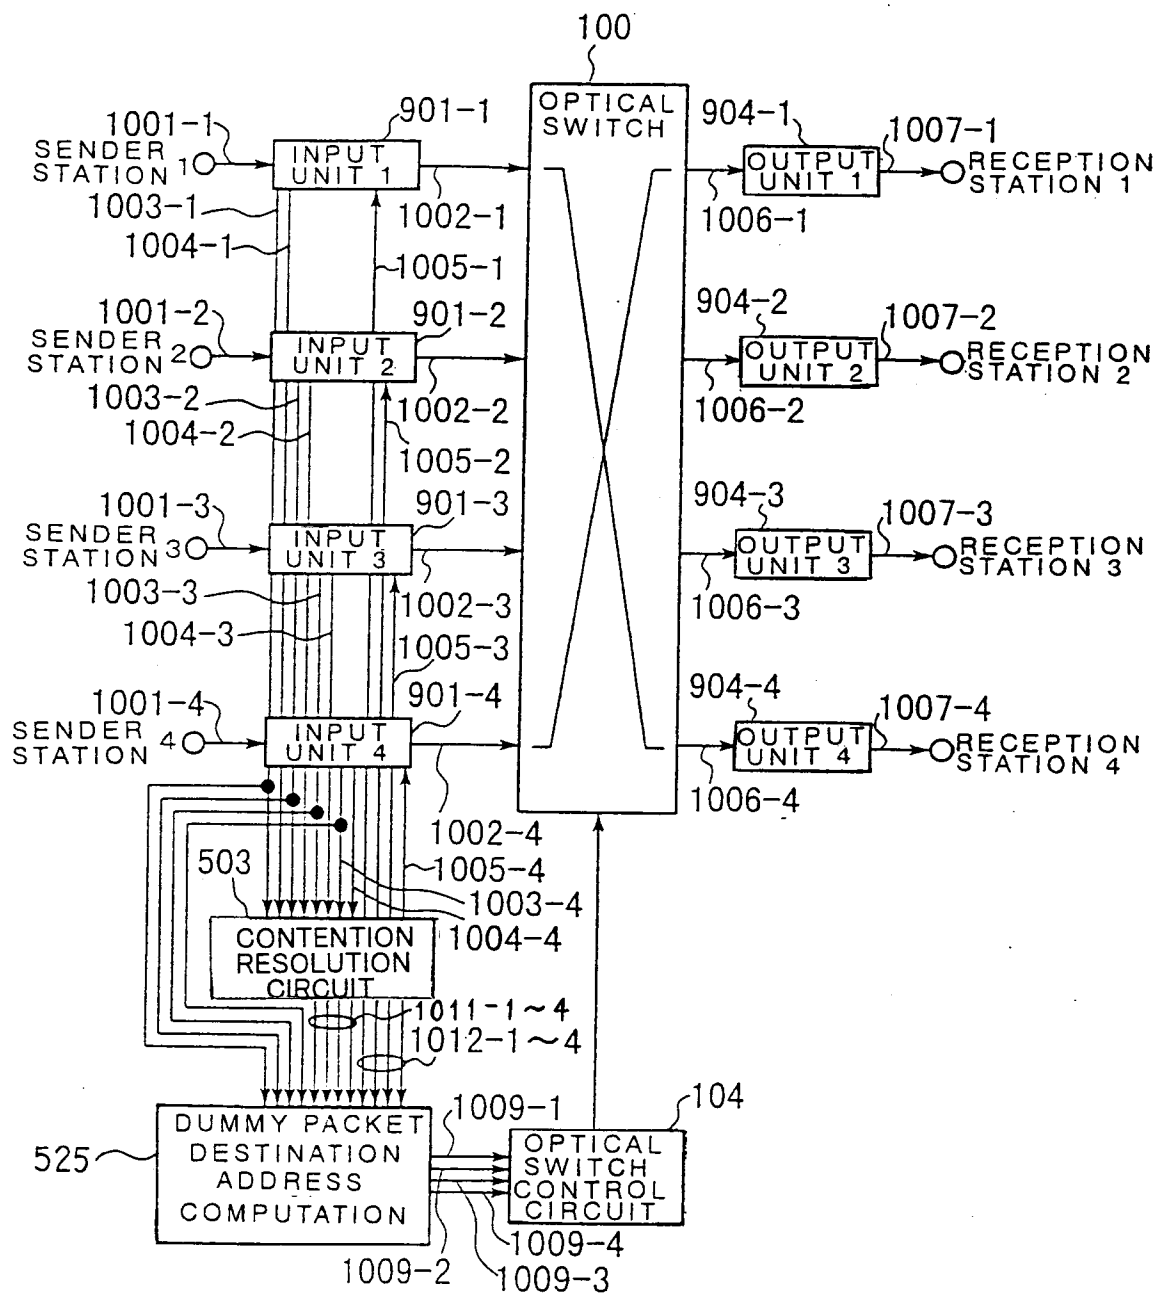 100
OPTICAL
SWITCH
1001-1
901-1
904-1
1007-1
SENDER
STATION 1
INPUT
UNIT 1
OUTPUT
UNIT 1
RECEPTION
STATION 1
1003-1
1002-1
1006-1
1004-1
1005-1
1001-2
901-2
904-2
1007-2
SENDER
STATION 2
INPUT
UNIT 2
OUTPUT
UNIT 2
RECEPTION
STATION 2
1003-2
1002-2
1006-2
1004-2
1005-2
1001-3
901-3
904-3
1007-3
SENDER
STATION 3
INPUT
UNIT 3
OUTPUT
UNIT 3
RECEPTION
STATION 3
1003-3
1002-3
1006-3
1004-3
1005-3
1001-4
901-4
904-4
1007-4
SENDER
STATION 4
INPUT
UNIT 4
OUTPUT
UNIT 4
RECEPTION
STATION 4
1006-4
1002-4
503
1005-4
1003-4
1004-4
CONTENTION
RESOLUTION
CIRCUIT
1011-1~4
1012-1~4
1009-1
104
525
DUMMY PACKET
DESTINATION
ADDRESS
COMPUTATION
OPTICAL
SWITCH
CONTROL
CIRCUIT
1009-4
1009-2
1009-3